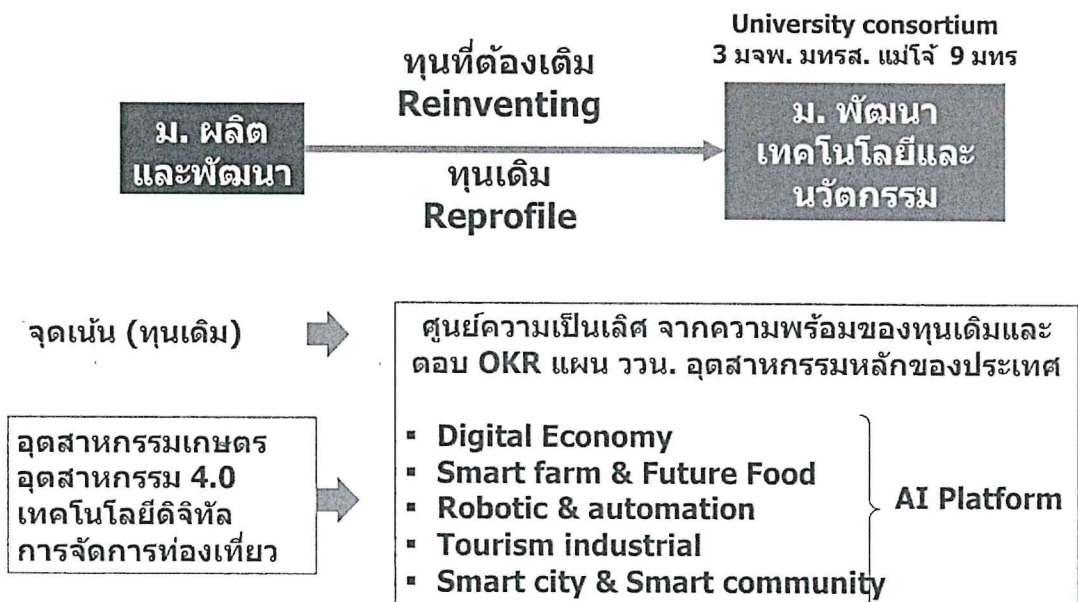 University consortium
3 มจพ. มทรส. แม่โจ้ 9 มทร
ทุนที่ต้องเติม
Reinventing
ม. ผลิต
และพัฒนา
ม. พัฒนา
เทคโนโลยีและ
นวัตกรรม
ทุนเดิม
Reprofile
จุดเน้น (ทุนเดิม)
ศูนย์ความเป็นเลิศ จากความพร้อมของทุนเดิมและ
ตอบ OKR แผน ววน. อุตสาหกรรมหลักของประเทศ
อุตสาหกรรมเกษตร
อุตสาหกรรม 4.0
เทคโนโลยีดิจิทัล
การจัดการท่องเที่ยว
▪ Digital Economy
▪ Smart farm & Future Food
▪ Robotic & automation
▪ Tourism industrial
▪ Smart city & Smart community
AI Platform